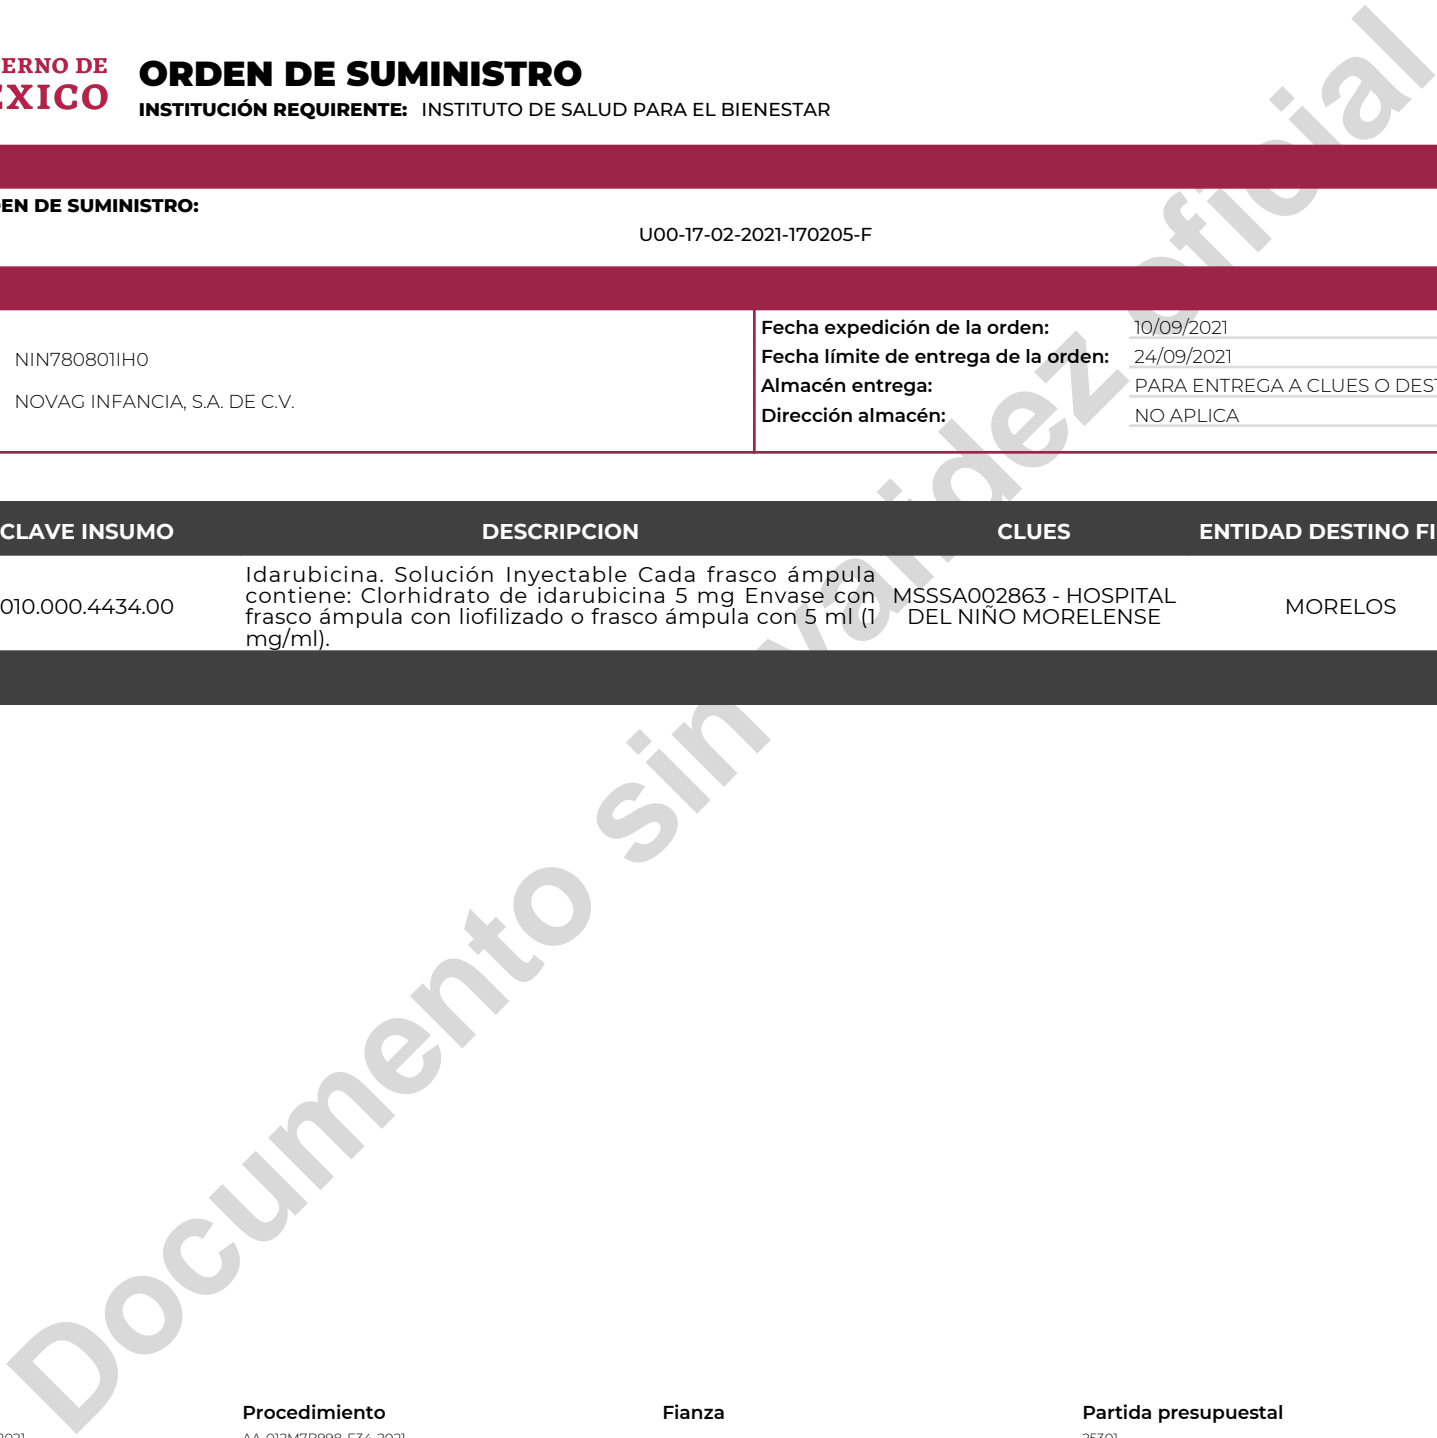 ERNO DE
EXICO
ORDEN DE SUMINISTRO
INSTITUCIÓN REQUIRENTE: INSTITUTO DE SALUD PARA EL BIENESTAR
EN DE SUMINISTRO:
U00-17-02-2021-170205-F
NIN780801IH0
NOVAG INFANCIA, S.A. DE C.V.
Fecha expedición de la orden: 10/09/2021
Fecha límite de entrega de la orden: 24/09/2021
Almacén entrega: PARA ENTREGA A CLUES O DEST
Dirección almacén: NO APLICA
CLAVE INSUMO DESCRIPCION CLUES ENTIDAD DESTINO FI
010.000.4434.00
Idarubicina. Solución Inyectable Cada frasco ámpula
contiene: Clorhidrato de idarubicina 5 mg Envase con
frasco ámpula con liofilizado o frasco ámpula con 5 ml (1
mg/ml).
MSSSA002863 - HOSPITAL
DEL NIÑO MORELENSE
MORELOS
Documento sin validez oficial
Procedimiento Fianza Partida presupuestal